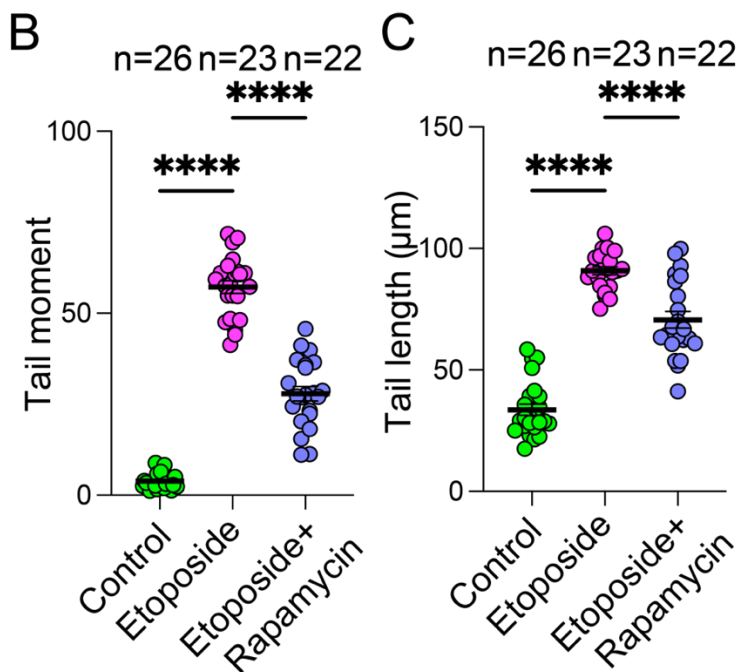 B
n=26 n=23 n=22
****
****
100
50
0
Tail moment
Control
Etoposide
Etoposide+
Rapamycin
C
n=26 n=23 n=22
****
****
150
100
50
0
Tail length (µm)
Control
Etoposide
Etoposide+
Rapamycin